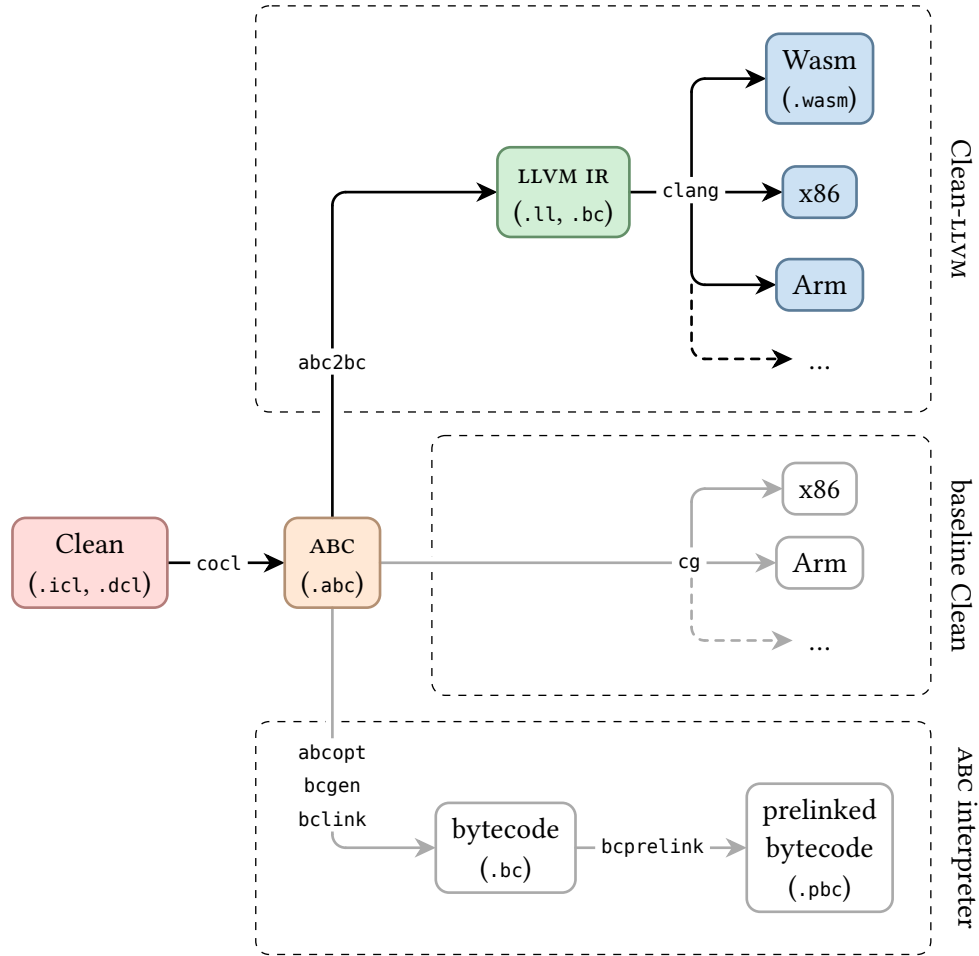 Wasm
(.wasm)
LLVM IR
(.ll, .bc)
clang
x86
Arm
...
abc2bc
Clean-LLVM
Clean
(.icl, .dcl)
cocl
ABC
(.abc)
cg
x86
Arm
...
baseline Clean
abcopt
bcgen
bclink
bytecode
(.bc)
bcprelink
prelinked
bytecode
(.pbc)
ABC interpreter